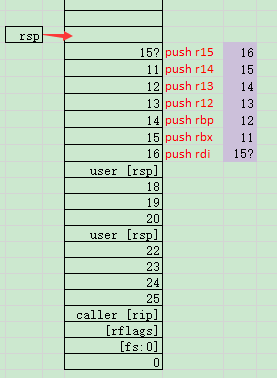 rsp
15? push r15 16
11 push r14 15
12 push r13 14
13 push r12 13
14 push rbp 12
15 push rbx 11
16 push rdi 15?
user [rsp]
18
19
20
user [rsp]
22
23
24
25
caller [rip]
[rflags]
[fs:0]
0